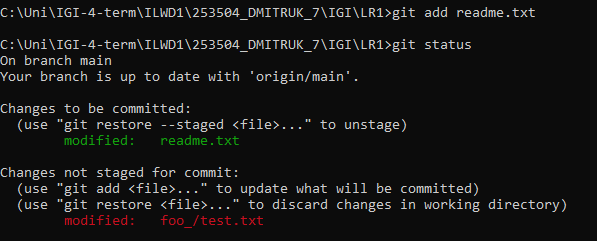 C:\Uni\IGI-4-term\ILWD1\253504_DMITRUK_7\IGI\LR1>git add readme.txt
C:\Uni\IGI-4-term\ILWD1\253504_DMITRUK_7\IGI\LR1>git status
On branch main
Your branch is up to date with 'origin/main'.
Changes to be committed:
  (use "git restore --staged <file>..." to unstage)
        modified:   readme.txt
Changes not staged for commit:
  (use "git add <file>..." to update what will be committed)
  (use "git restore <file>..." to discard changes in working directory)
        modified:   foo_/test.txt